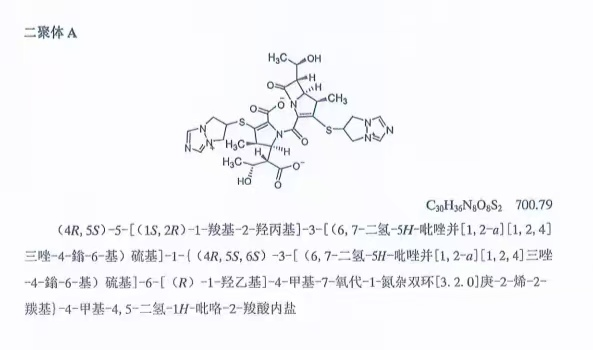 二聚体 A
H₃C
OH
H
O
H
CH₃
N
O
O⁻
S
N
O
S
N
N
N
N⁺
N
N
N⁺
H₃C
H
H
H₃C
HO
H
O
O⁻
C₃₀H₃₆N₈O₈S₂ 700.79
(4R,5S)-5-[(1S,2R)-1-羧基-2-羟丙基]-3-[(6,7-二氢-5H-吡唑并[1,2-a][1,2,4]
三唑-4-鎓-6-基)硫基]-1-{(4R,5S,6S)-3-[(6,7-二氢-5H-吡唑并[1,2-a][1,2,4]三唑
-4-鎓-6-基)硫基]-6-[(R)-1-羟乙基]-4-甲基-7-氧代-1-氮杂双环[3.2.0]庚-2-烯-2-
羰基}-4-甲基-4,5-二氢-1H-吡咯-2-羧酸内盐